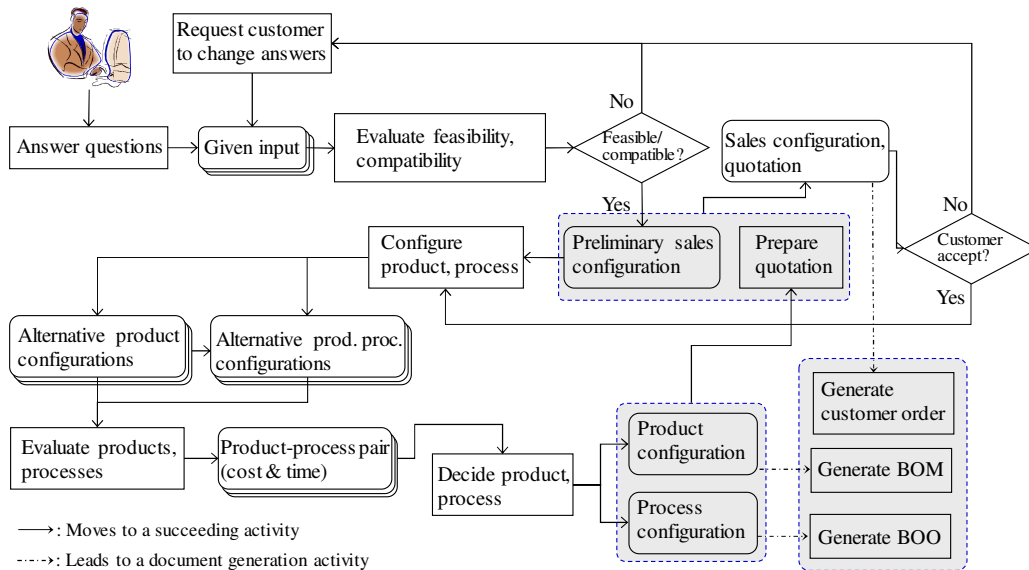 Request customer
to change answers
No
No
Answer questions
Given input
Evaluate feasibility,
compatibility
Feasible/
compatible?
Sales configuration,
quotation
Yes
Customer
accept?
Yes
Configure
product, process
Preliminary sales
configuration
Prepare
quotation
Alternative product
configurations
Alternative prod. proc.
configurations
Generate
customer order
Evaluate products,
processes
Product-process pair
(cost & time)
Decide product,
process
Product
configuration
Generate BOM
Process
configuration
Generate BOO
: Moves to a succeeding activity
: Leads to a document generation activity